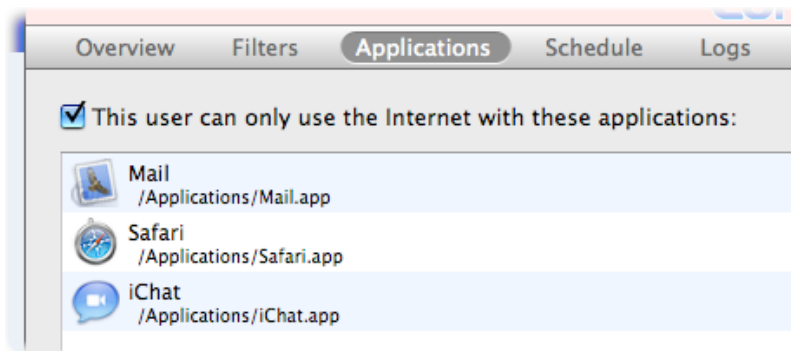 Overview Filters Applications Schedule Logs
This user can only use the Internet with these applications:
Mail
/Applications/Mail.app
Safari
/Applications/Safari.app
iChat
/Applications/iChat.app